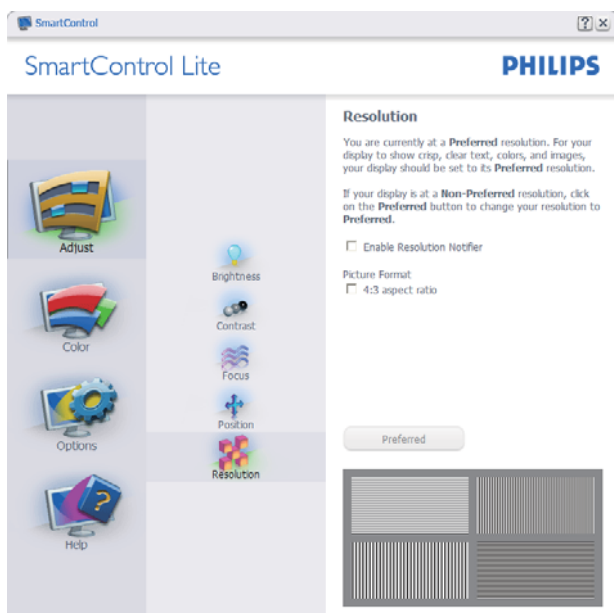 SmartControl
SmartControl Lite
PHILIPS
Adjust
Color
Options
Help
Brightness
Contrast
Focus
Position
Resolution
Resolution
You are currently at a Preferred resolution. For your
display to show crisp, clear text, colors, and images,
your display should be set to its Preferred resolution.
If your display is at a Non-Preferred resolution, click
on the Preferred button to change your resolution to
Preferred.
Enable Resolution Notifier
Picture Format
4:3 aspect ratio
Preferred